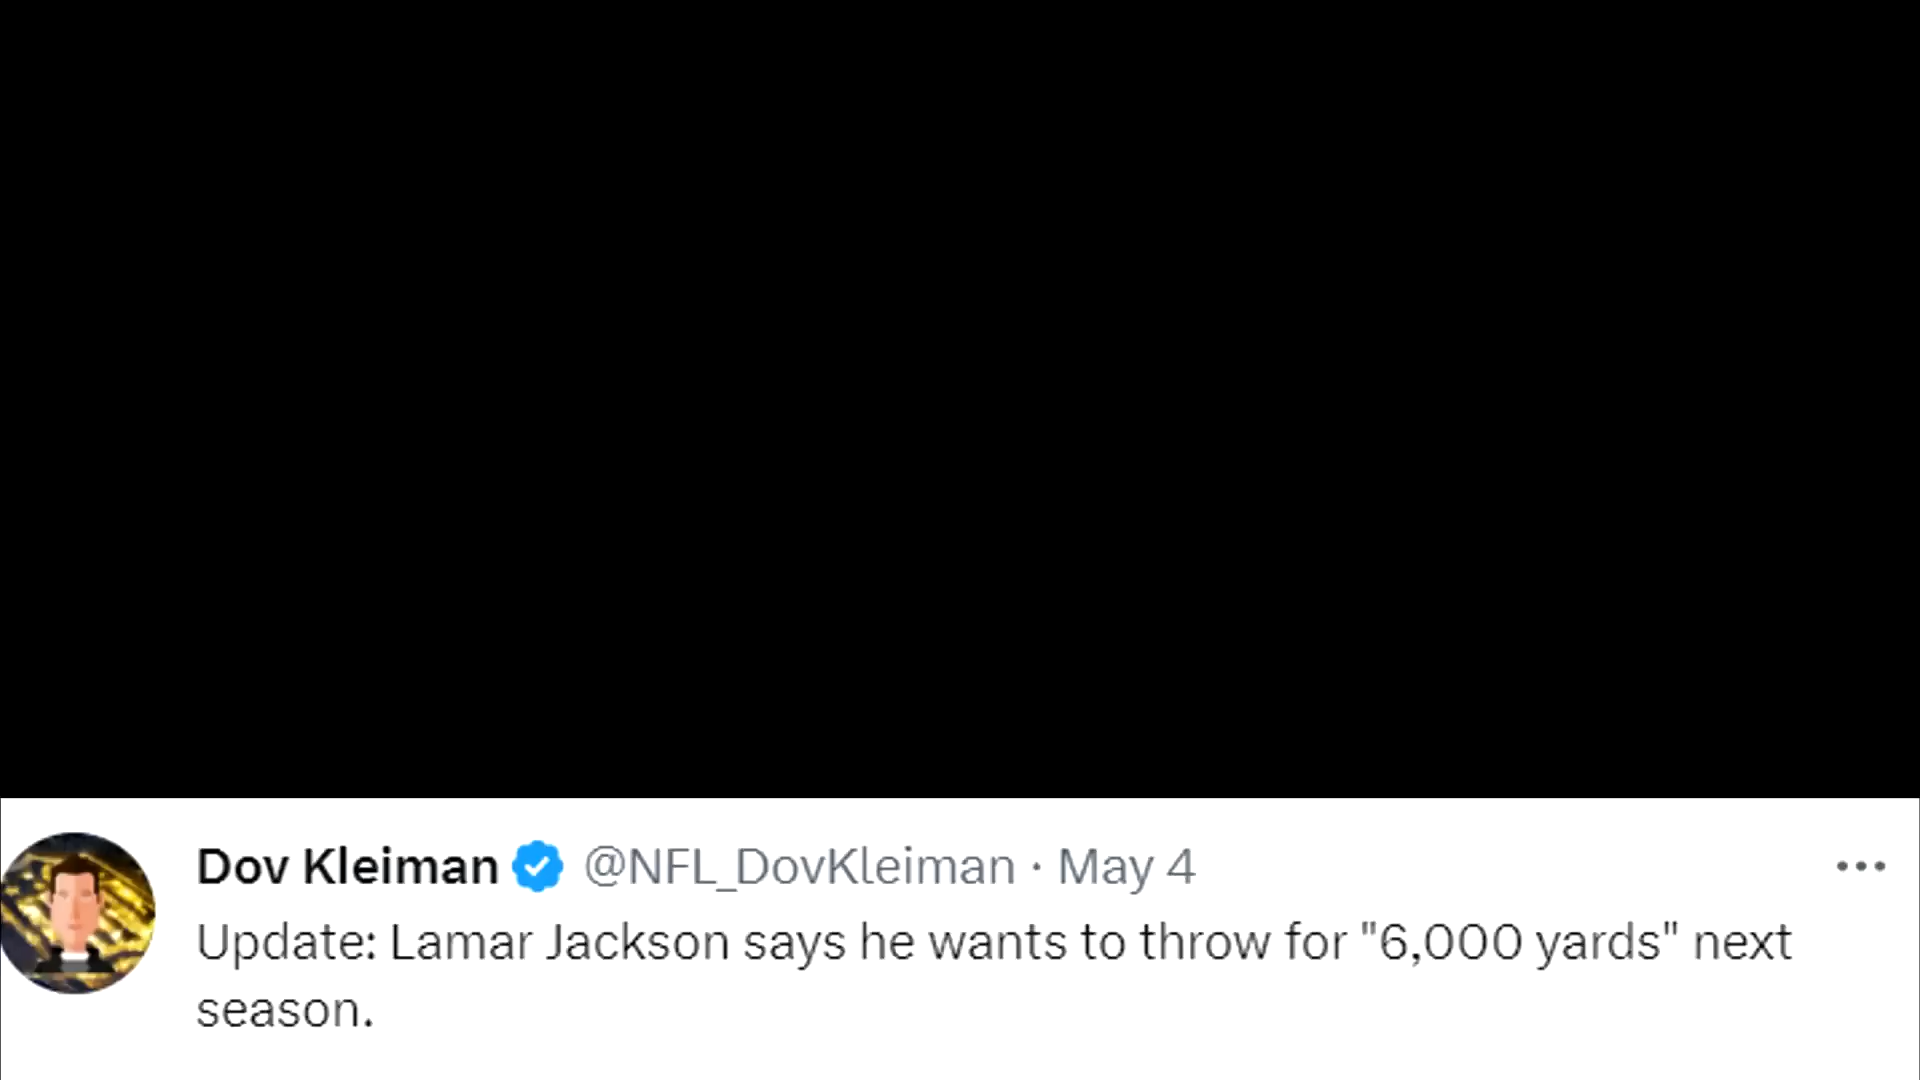 Dov Kleiman @NFL_DovKleiman · May 4
Update: Lamar Jackson says he wants to throw for "6,000 yards" next
season.